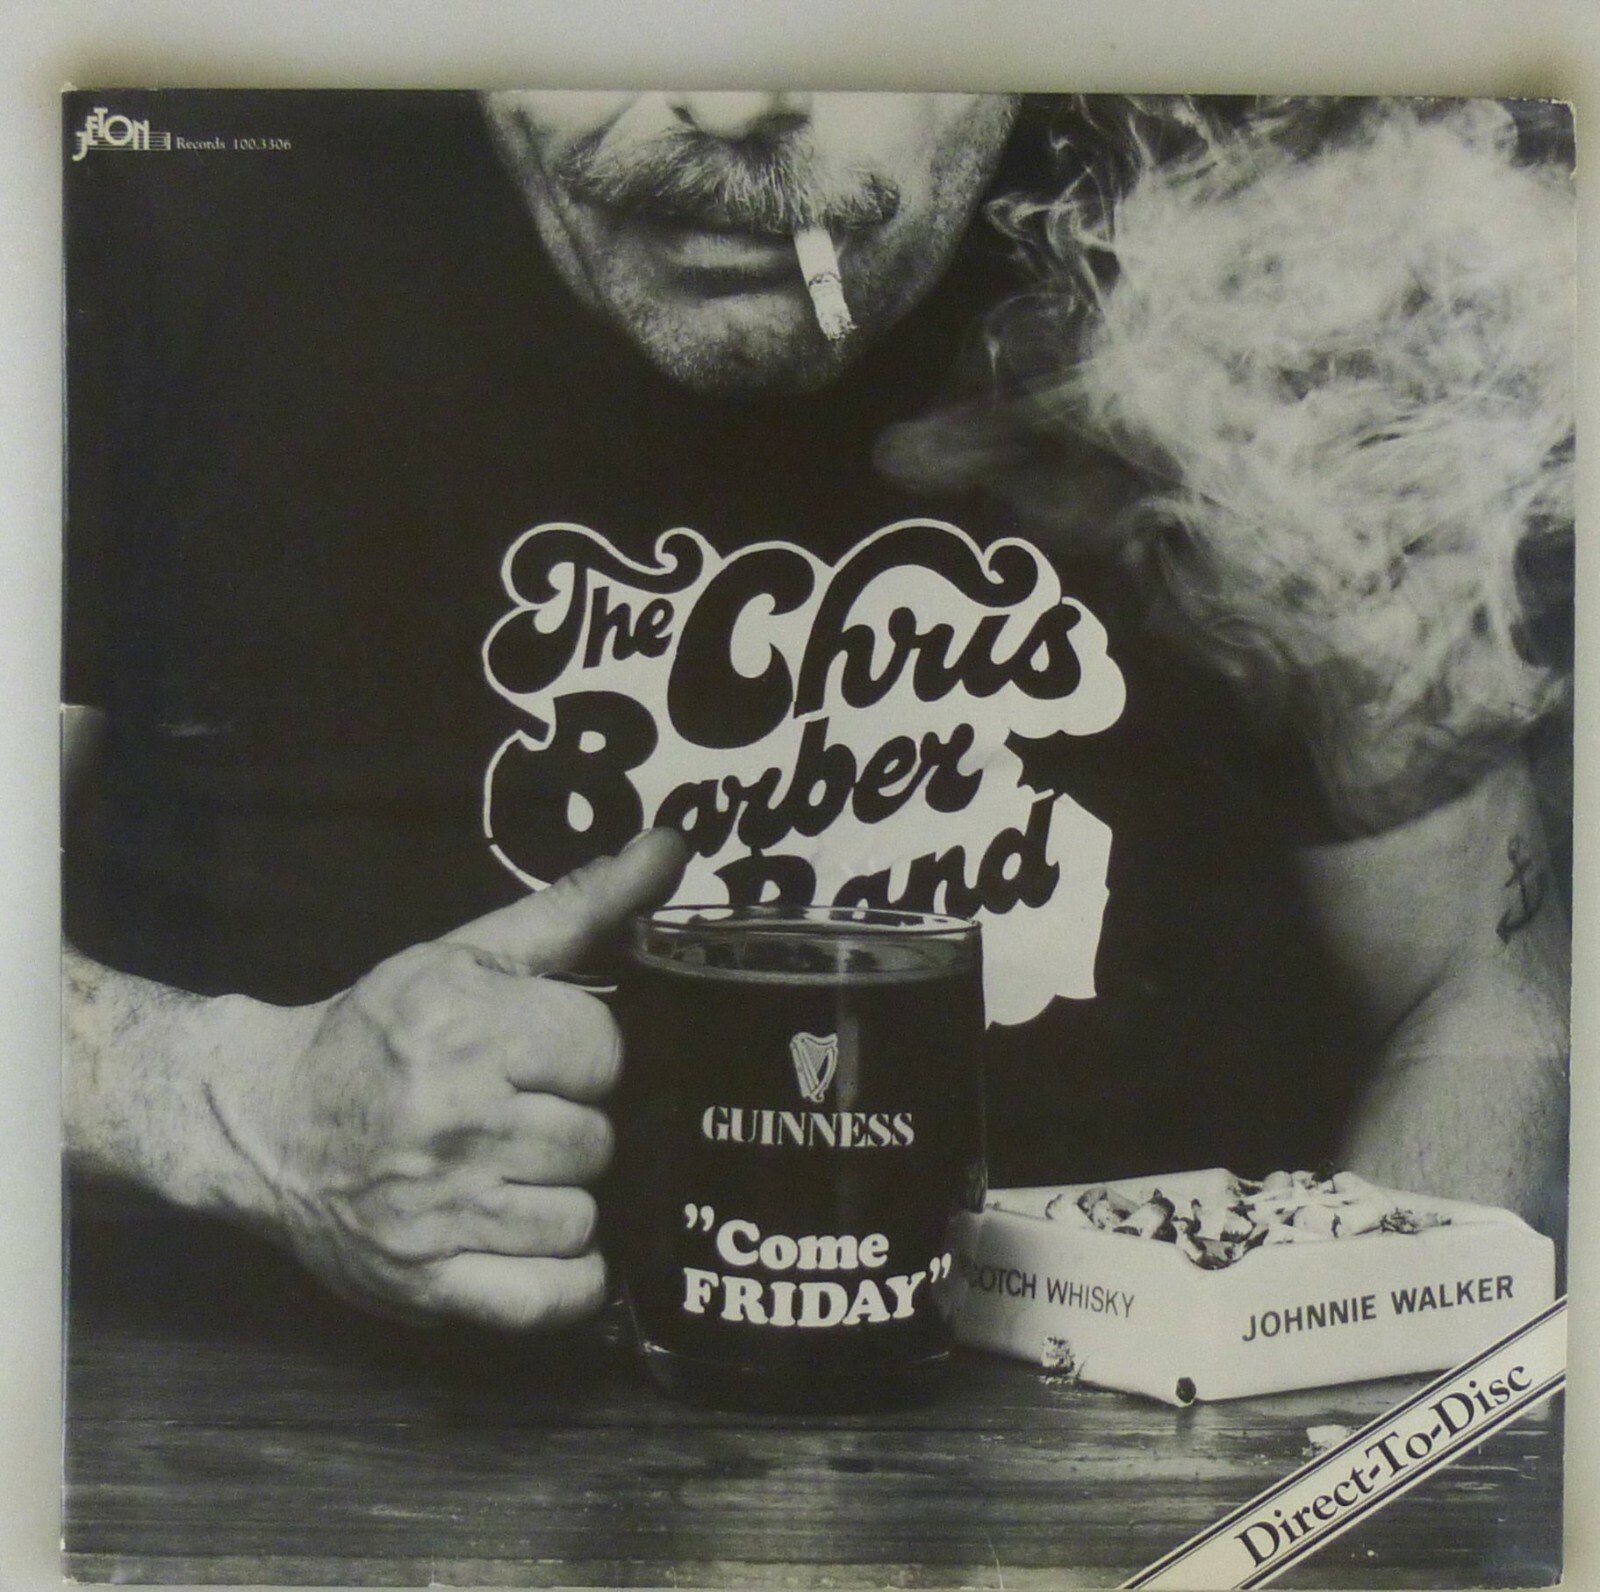 JETON Records 100.3306
The Chris
Barber
Band
GUINNESS
”Come
FRIDAY”
SCOTCH WHISKY
JOHNNIE WALKER
Direct-To-Disc